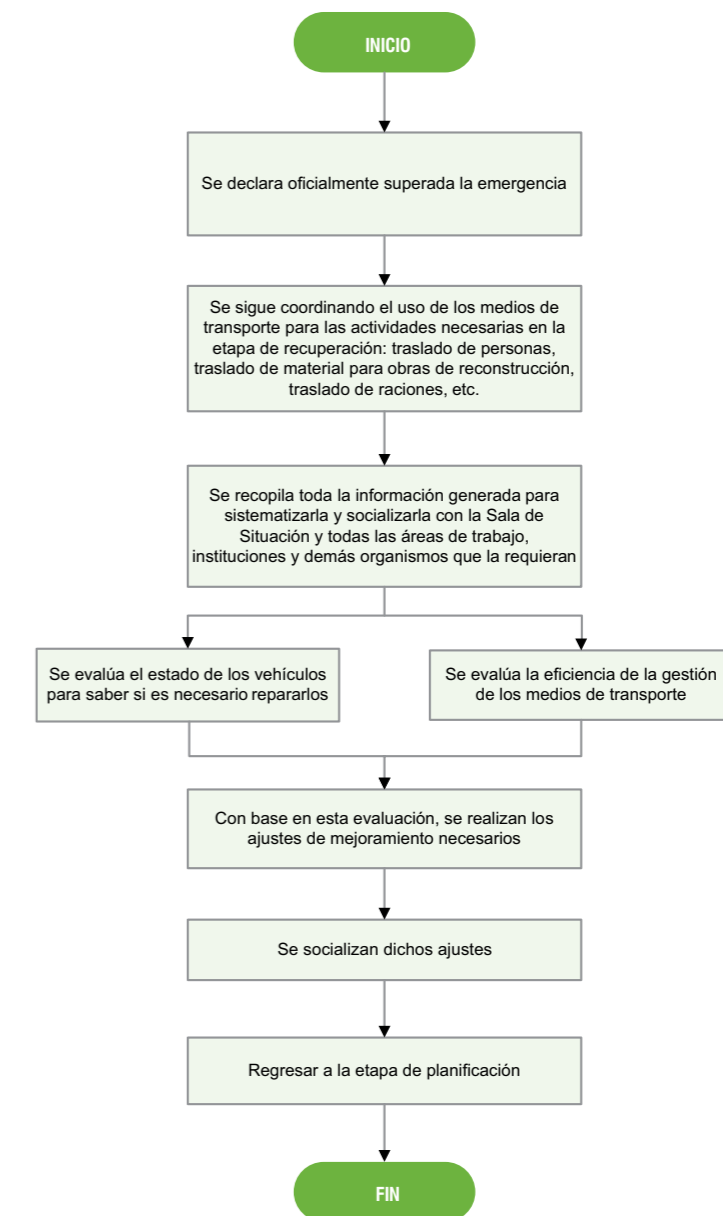 INICIO
Se declara oficialmente superada la emergencia
Se sigue coordinando el uso de los medios de
transporte para las actividades necesarias en la
etapa de recuperación: traslado de personas,
traslado de material para obras de reconstrucción,
traslado de raciones, etc.
Se recopila toda la información generada para
sistematizarla y socializarla con la Sala de
Situación y todas las áreas de trabajo,
instituciones y demás organismos que la requieran
Se evalúa el estado de los vehículos
para saber si es necesario repararlos
Se evalúa la eficiencia de la gestión
de los medios de transporte
Con base en esta evaluación, se realizan los
ajustes de mejoramiento necesarios
Se socializan dichos ajustes
Regresar a la etapa de planificación
FIN